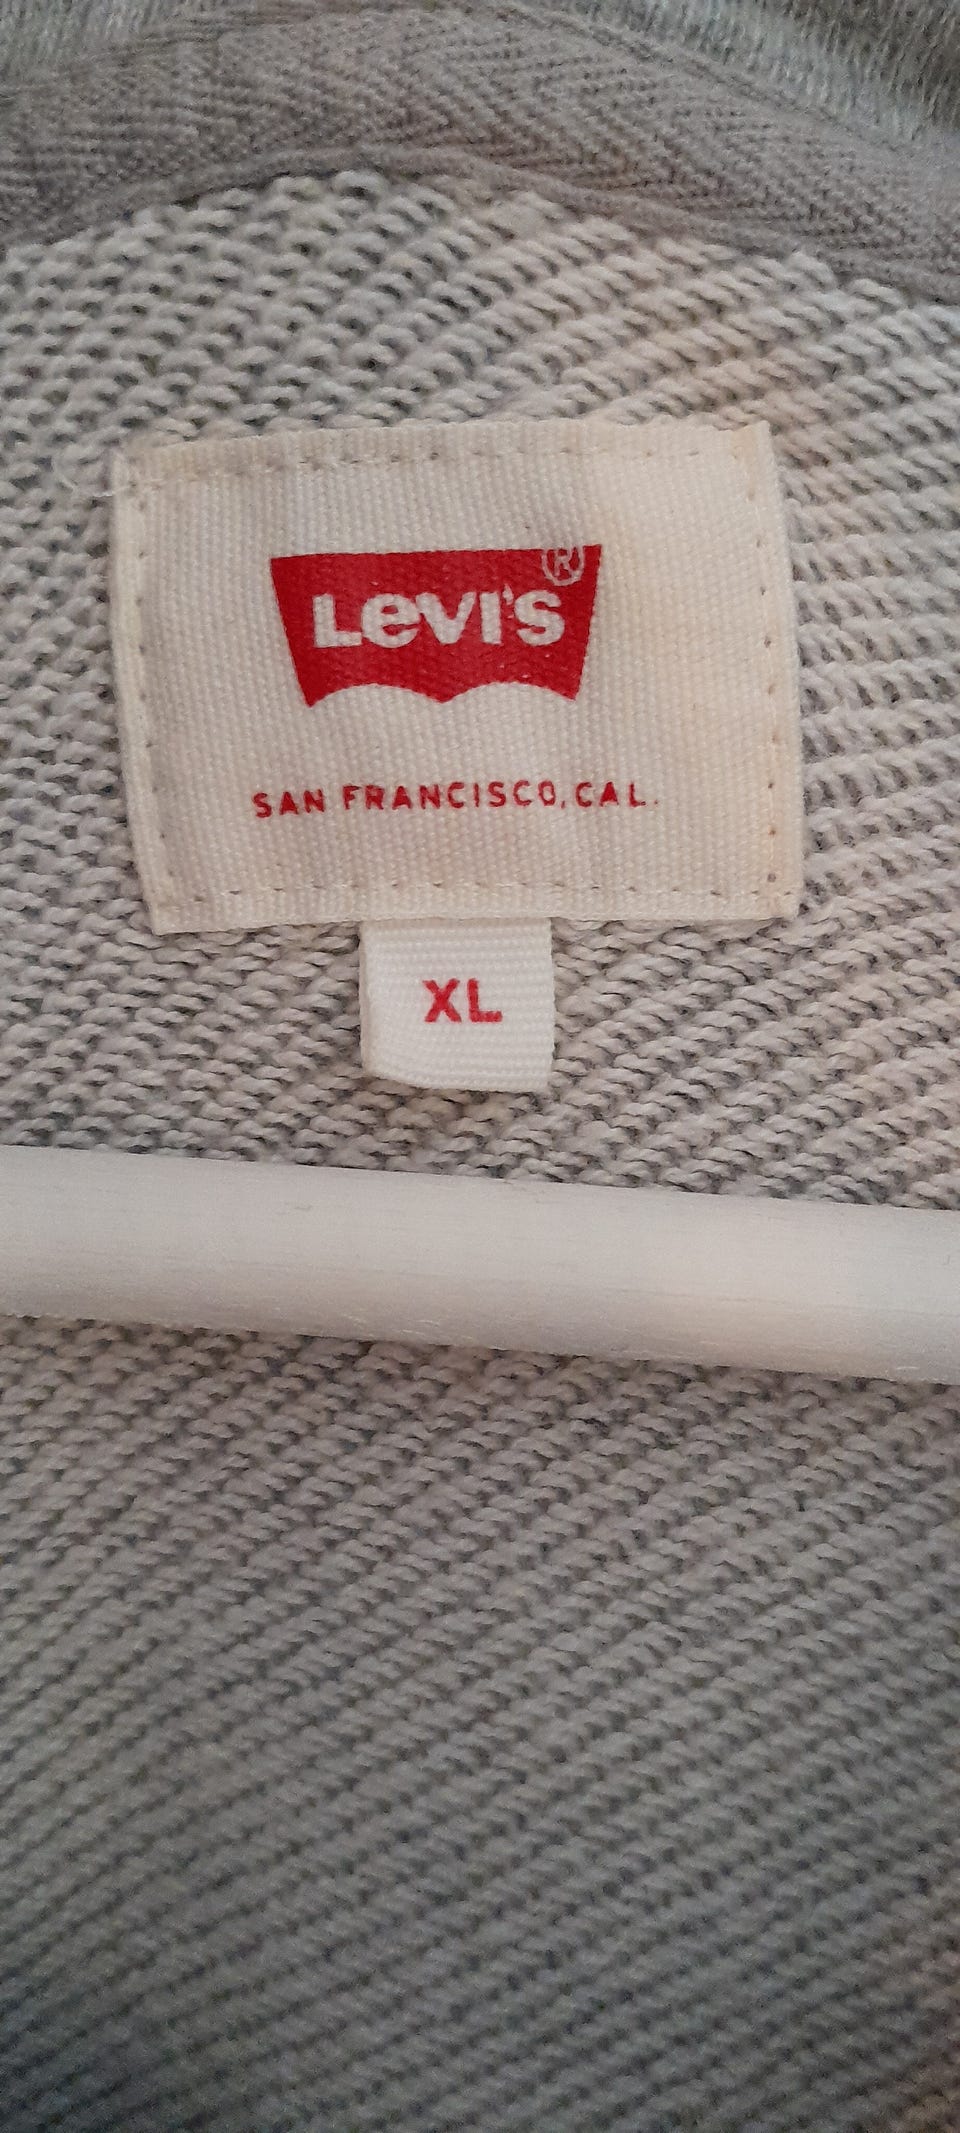 Levi's®
SAN FRANCISCO, CAL.
XL